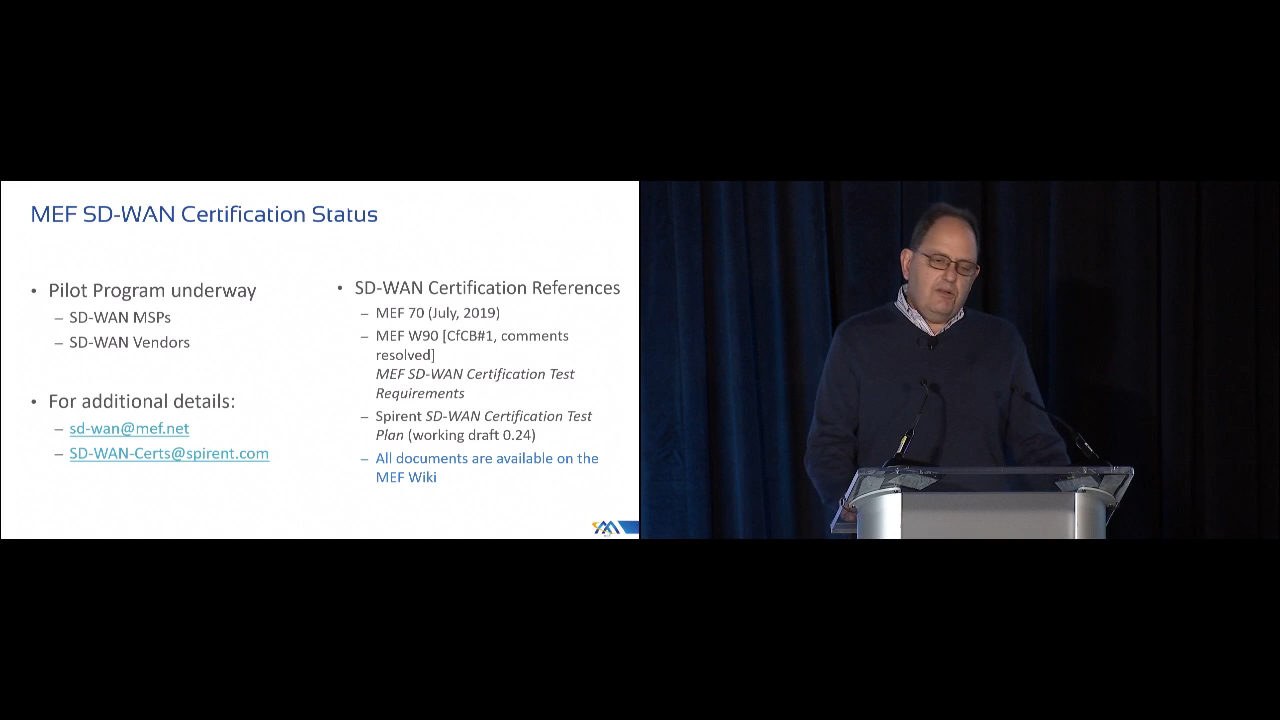 MEF SD-WAN Certification Status
• Pilot Program underway
– SD-WAN MSPs
– SD-WAN Vendors
• For additional details:
– sd-wan@mef.net
– SD-WAN-Certs@spirent.com
• SD-WAN Certification References
– MEF 70 (July, 2019)
– MEF W90 [CfCB#1, comments
resolved]
MEF SD-WAN Certification Test
Requirements
– Spirent SD-WAN Certification Test
Plan (working draft 0.24)
– All documents are available on the
MEF Wiki